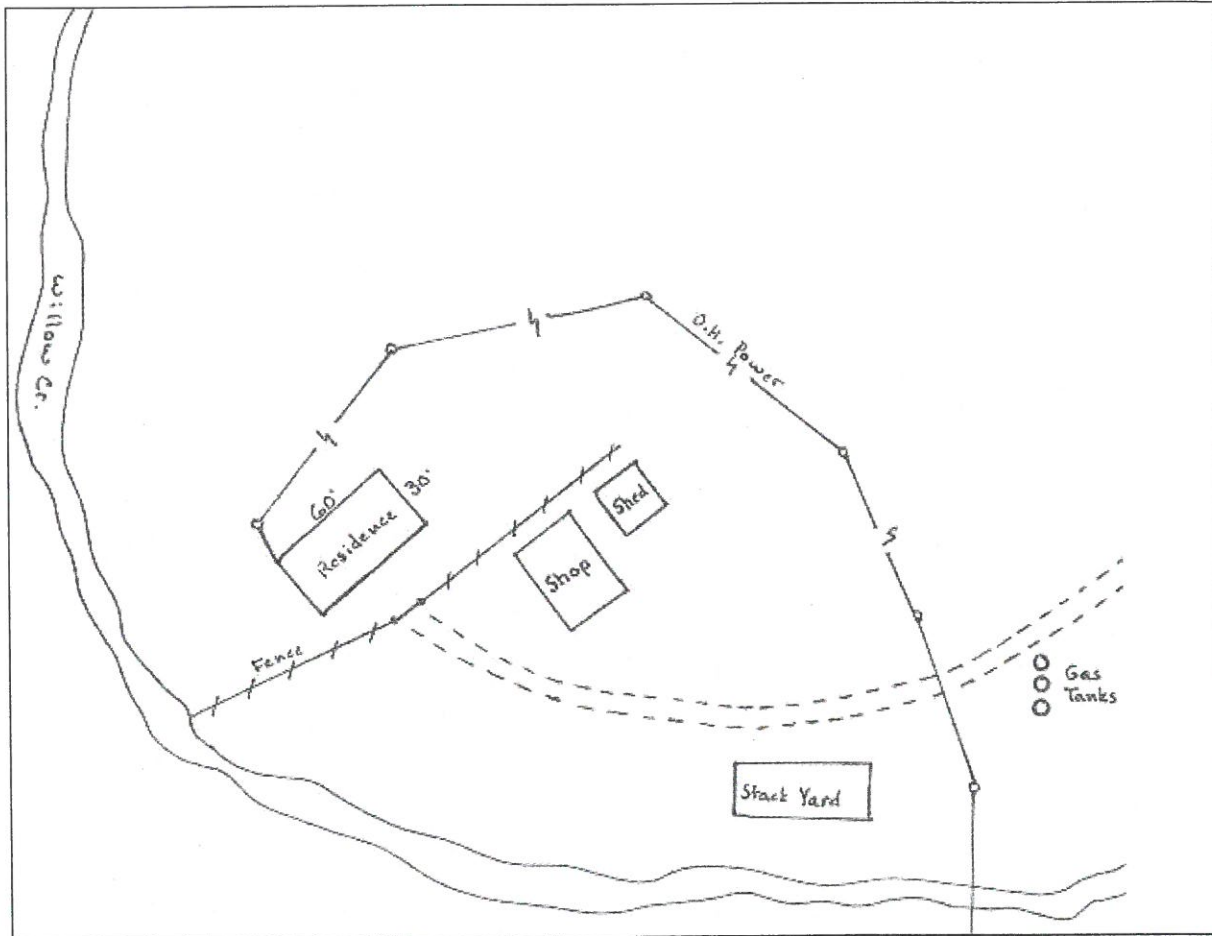 Willow Cr.
O.H. Power
60'
30'
Residence
Shed
Shop
Fence
Gas
Tanks
Stack Yard